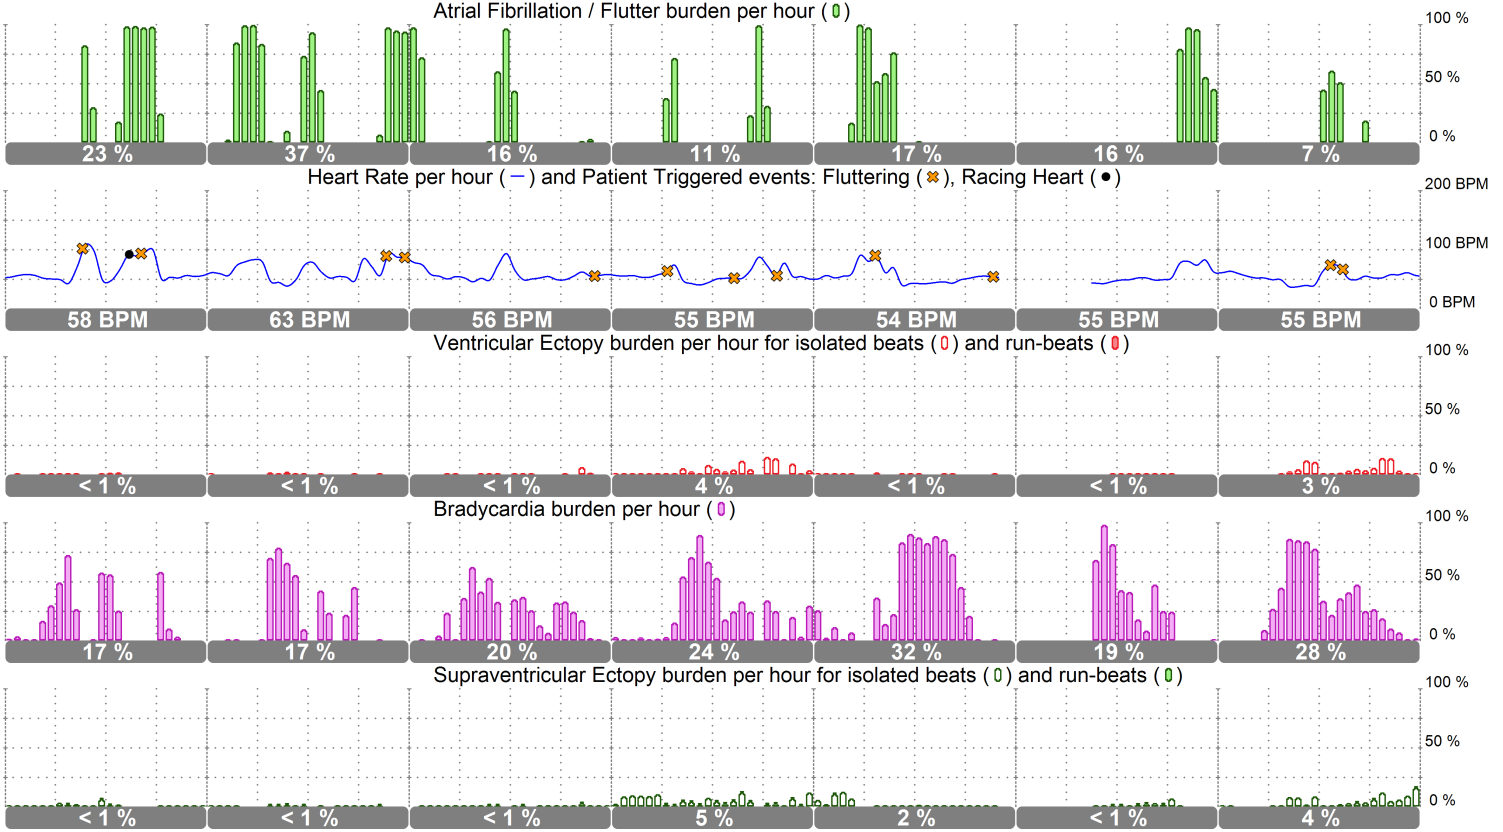 Atrial Fibrillation / Flutter burden per hour ( )
100 %
50 %
0 %
23 % 37 % 16 % 11 % 17 % 16 % 7 %
Heart Rate per hour ( — ) and Patient Triggered events: Fluttering ( ✖ ), Racing Heart ( ● )
200 BPM
100 BPM
0 BPM
58 BPM 63 BPM 56 BPM 55 BPM 54 BPM 55 BPM 55 BPM
Ventricular Ectopy burden per hour for isolated beats ( ) and run-beats ( )
100 %
50 %
0 %
< 1 % < 1 % < 1 % 4 % < 1 % < 1 % 3 %
Bradycardia burden per hour ( )
100 %
50 %
0 %
17 % 17 % 20 % 24 % 32 % 19 % 28 %
Supraventricular Ectopy burden per hour for isolated beats ( ) and run-beats ( )
100 %
50 %
0 %
< 1 % < 1 % < 1 % 5 % 2 % < 1 % 4 %